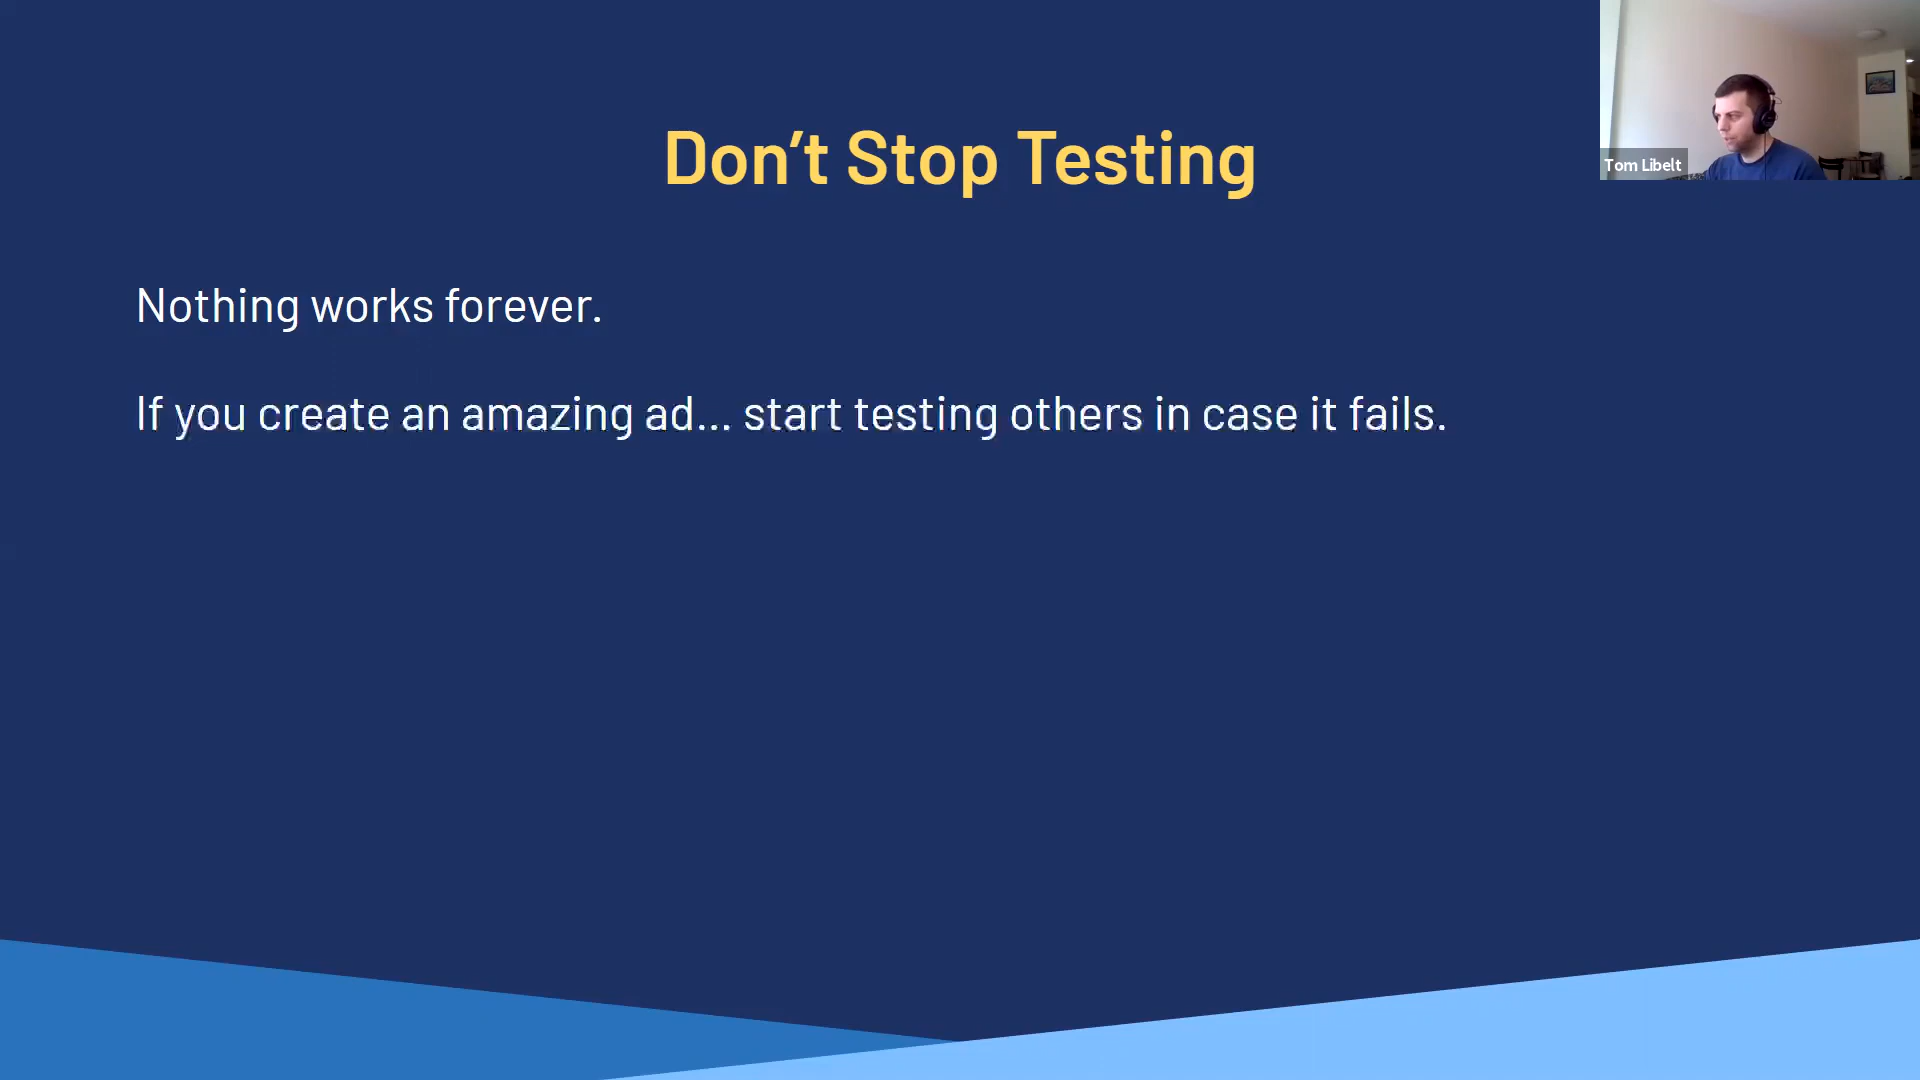 Don’t Stop Testing
Tom Libelt
Nothing works forever.
If you create an amazing ad... start testing others in case it fails.